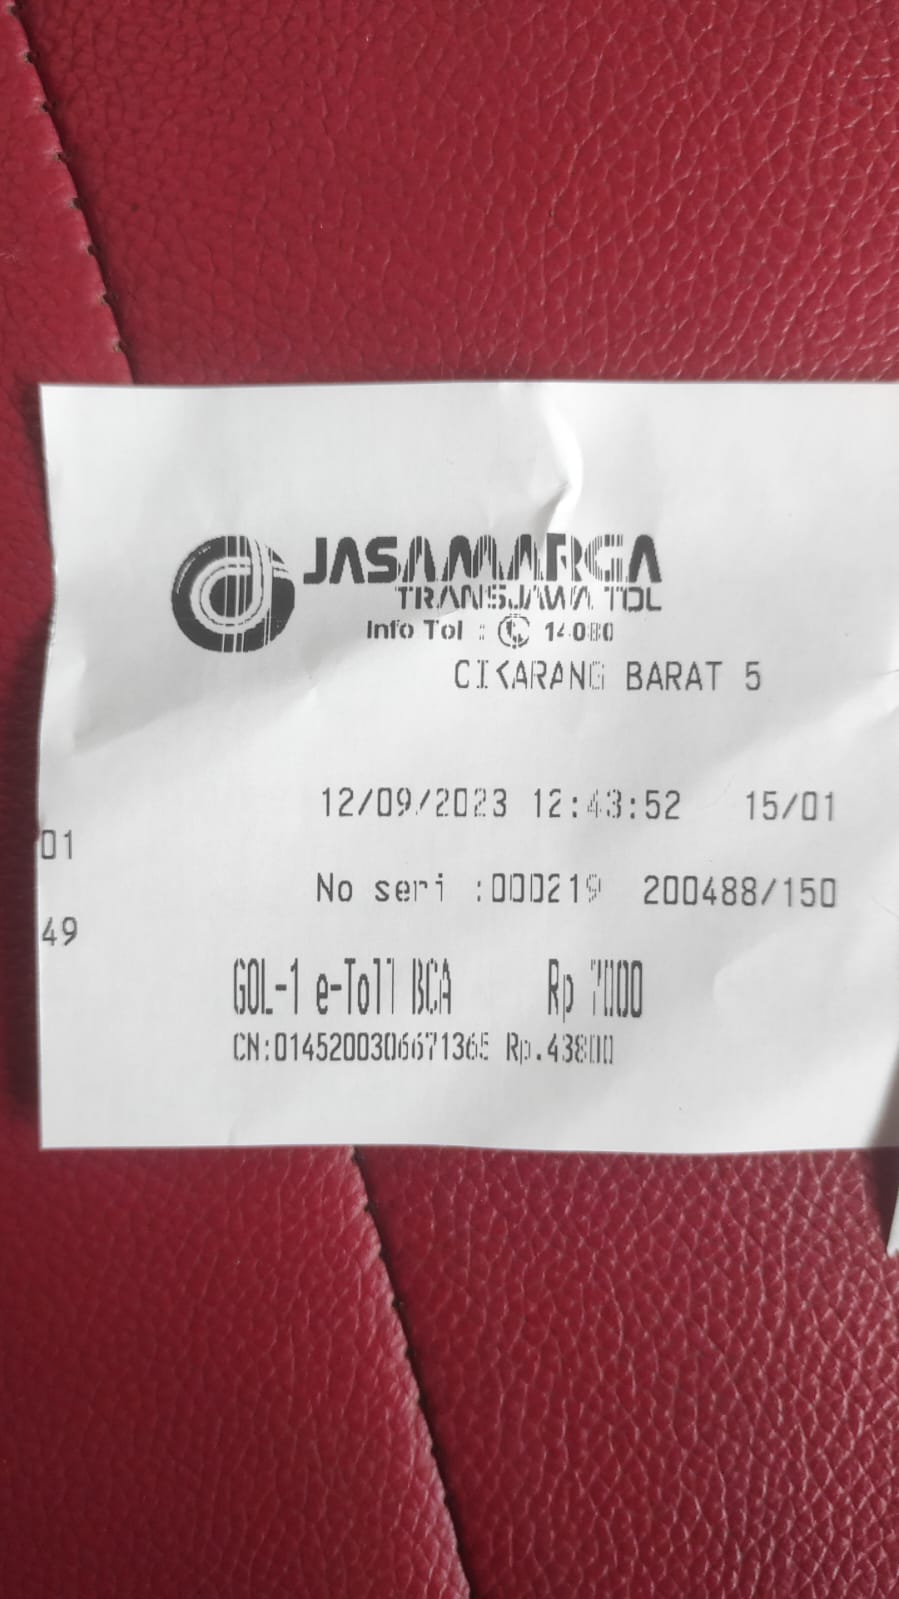 JASAMARGA
TRANSJAWA TOL
Info Tol : 14080
CIKARANG BARAT 5
12/09/2023 12:43:52 15/01
01
No seri :000219 200488/150
49
GOL-1 e-Toll BCA Rp 7000
CN:0145200306671365 Rp.43800